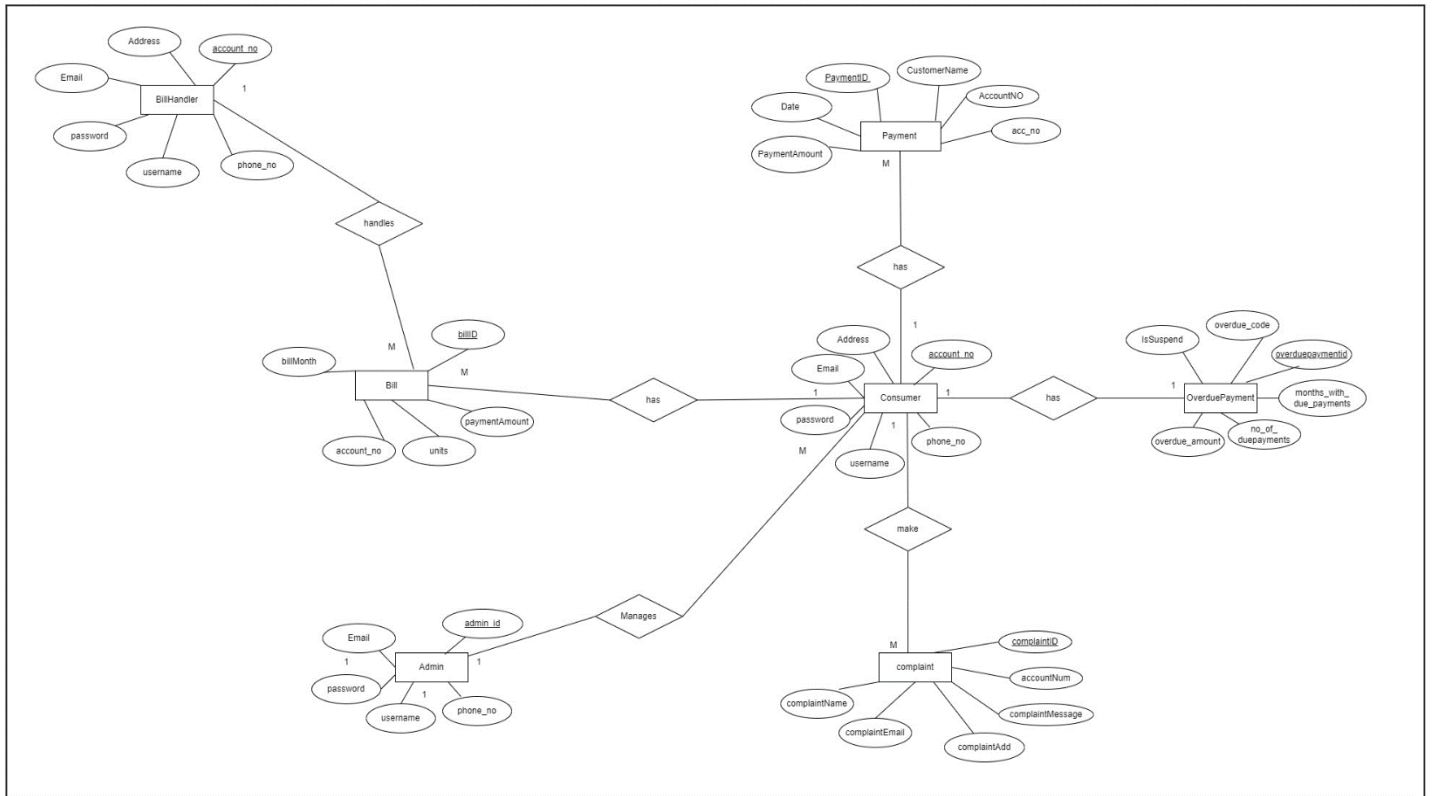 Address
account_no
Email
1
BillHandler
password
username
phone_no
handles
M
PaymentID
CustomerName
Date
AccountNO
Payment
acc_no
PaymentAmount
M
has
1
billID
billMonth
M
Bill
paymentAmount
account_no
units
has
Address
account_no
Email
1
Consumer
1
password
1
phone_no
username
M
has
IsSuspend
overdue_code
overduepaymentid
1
OverduePayment
months_with_
due_payments
overdue_amount
no_of_
duepayments
make
Manages
admin_id
Email
1
Admin
1
password
1
username
phone_no
M
complaintID
complaint
accountNum
complaintName
complaintMessage
complaintEmail
complaintAdd